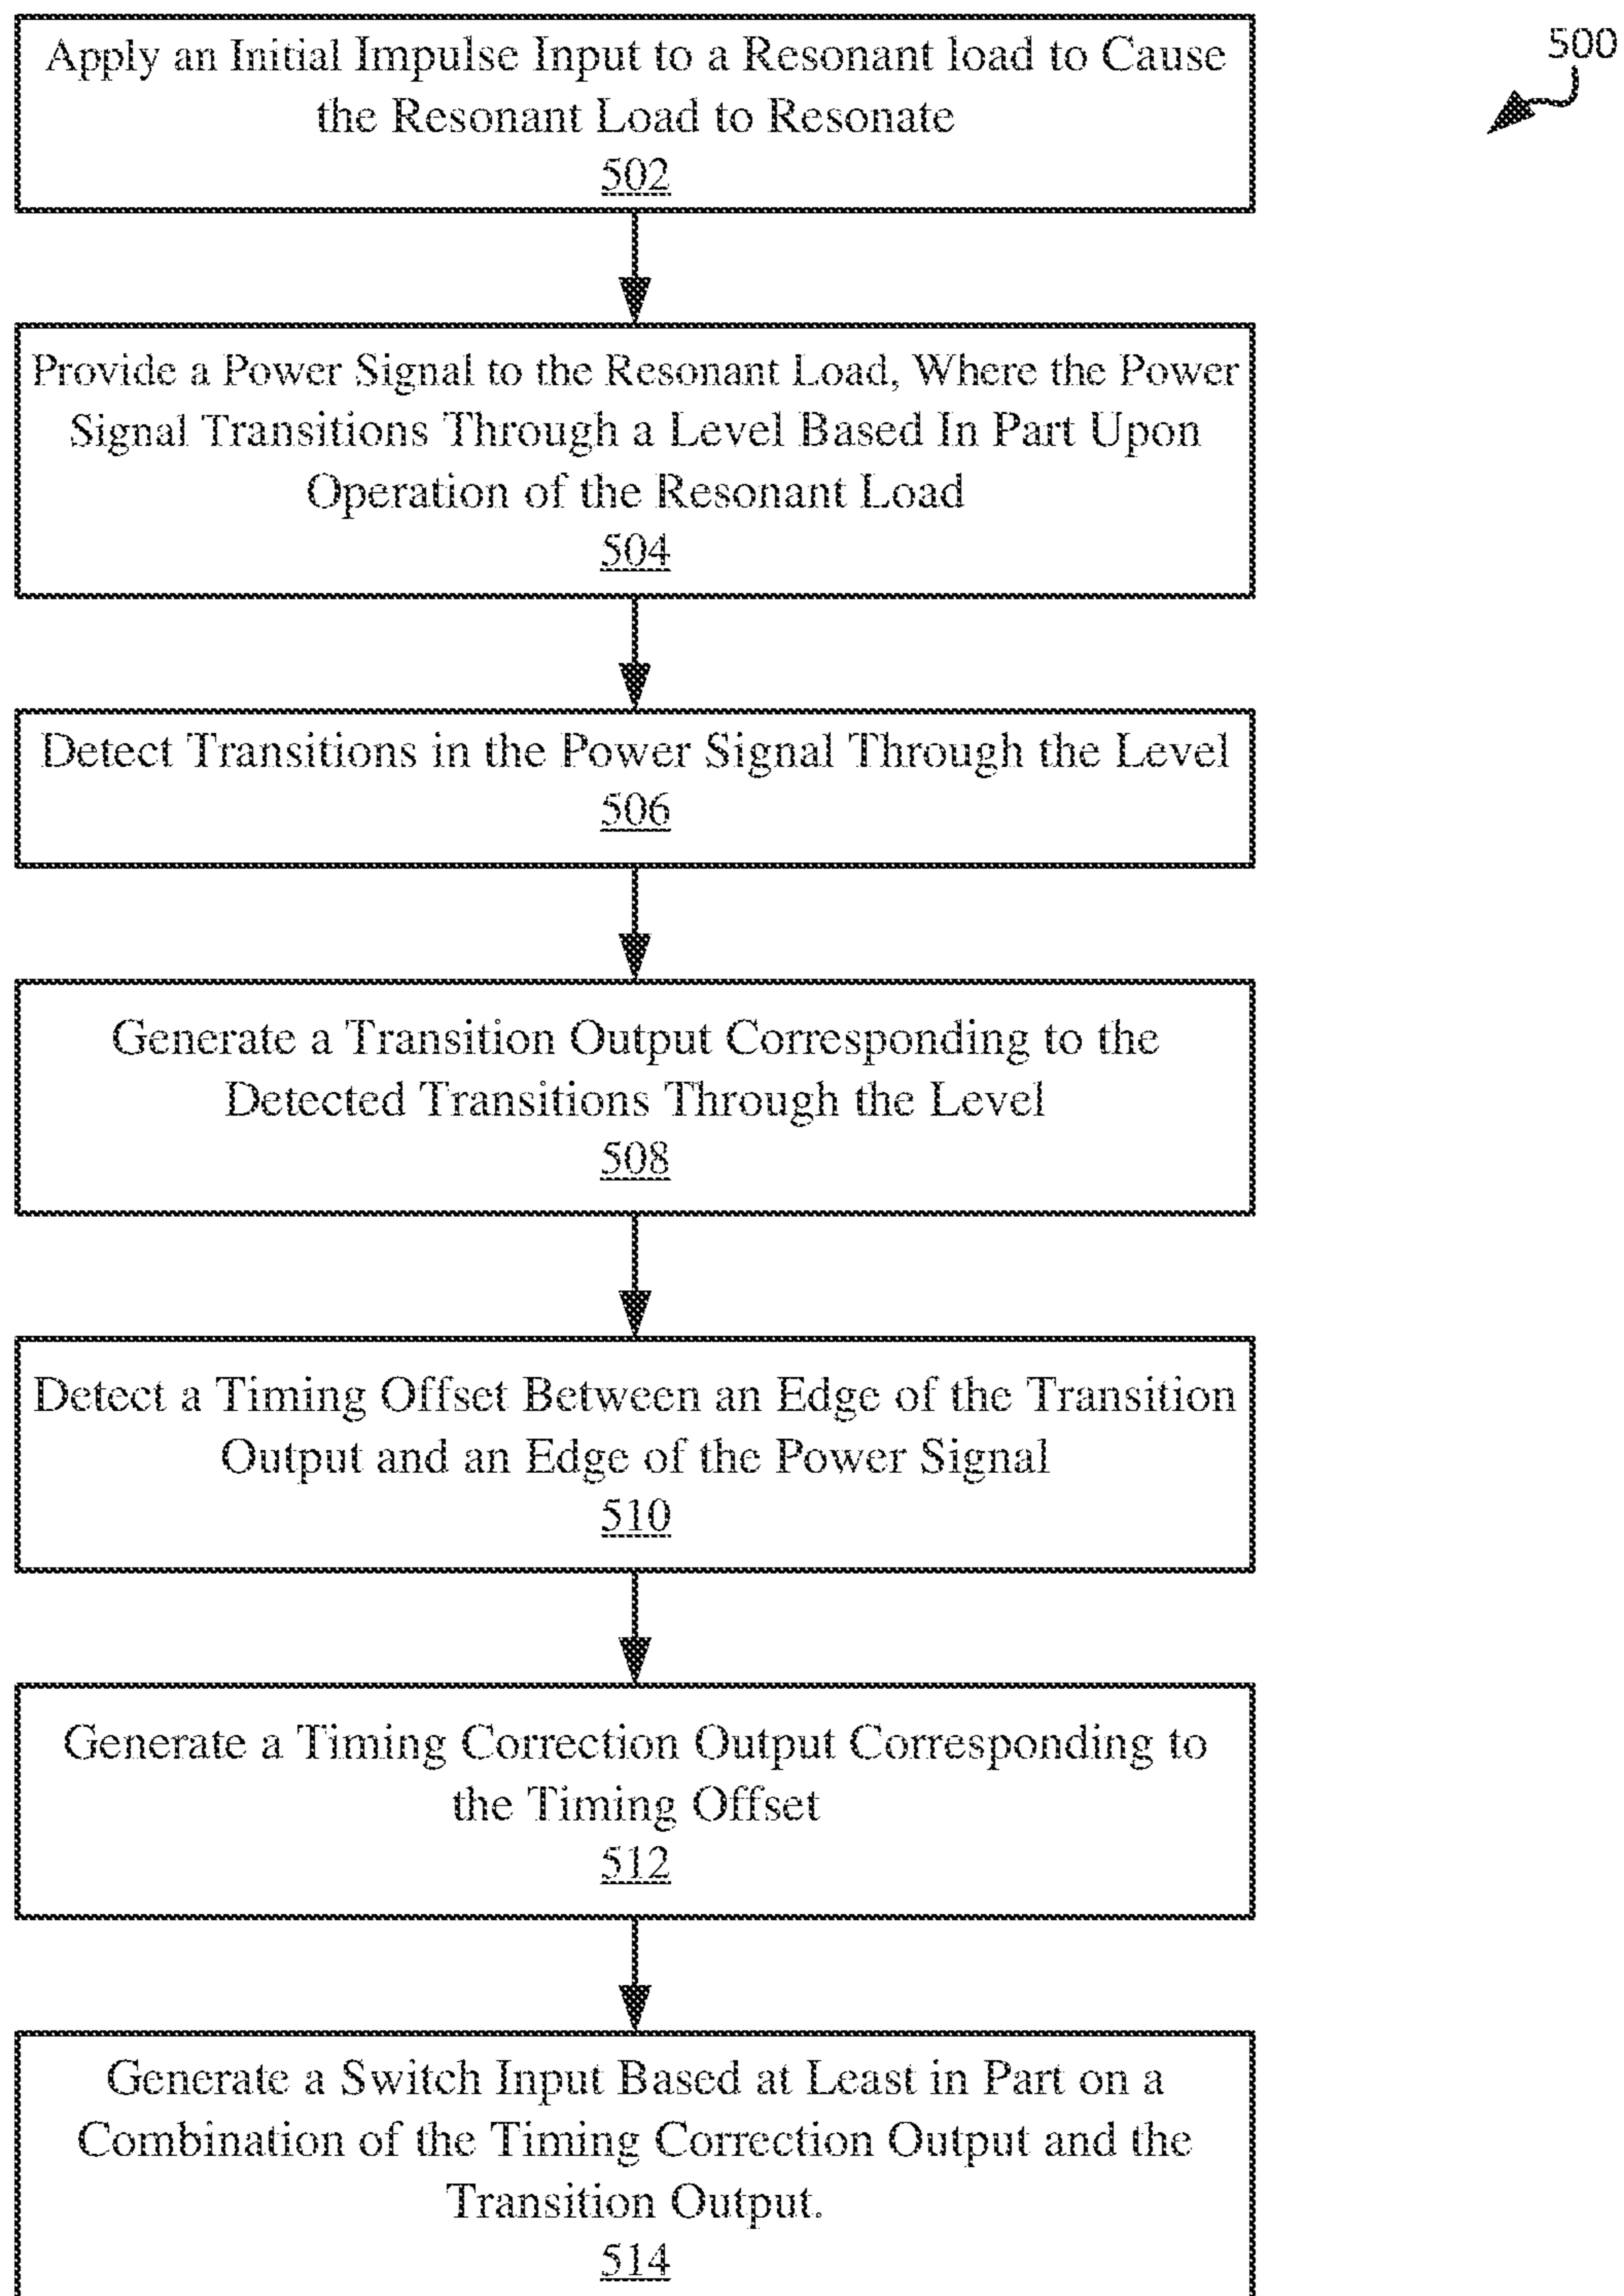 500
Apply an Initial Impulse Input to a Resonant load to Cause
the Resonant Load to Resonate
502
Provide a Power Signal to the Resonant Load, Where the Power
Signal Transitions Through a Level Based In Part Upon
Operation of the Resonant Load
504
Detect Transitions in the Power Signal Through the Level
506
Generate a Transition Output Corresponding to the
Detected Transitions Through the Level
508
Detect a Timing Offset Between an Edge of the Transition
Output and an Edge of the Power Signal
510
Generate a Timing Correction Output Corresponding to
the Timing Offset
512
Generate a Switch Input Based at Least in Part on a
Combination of the Timing Correction Output and the
Transition Output.
514